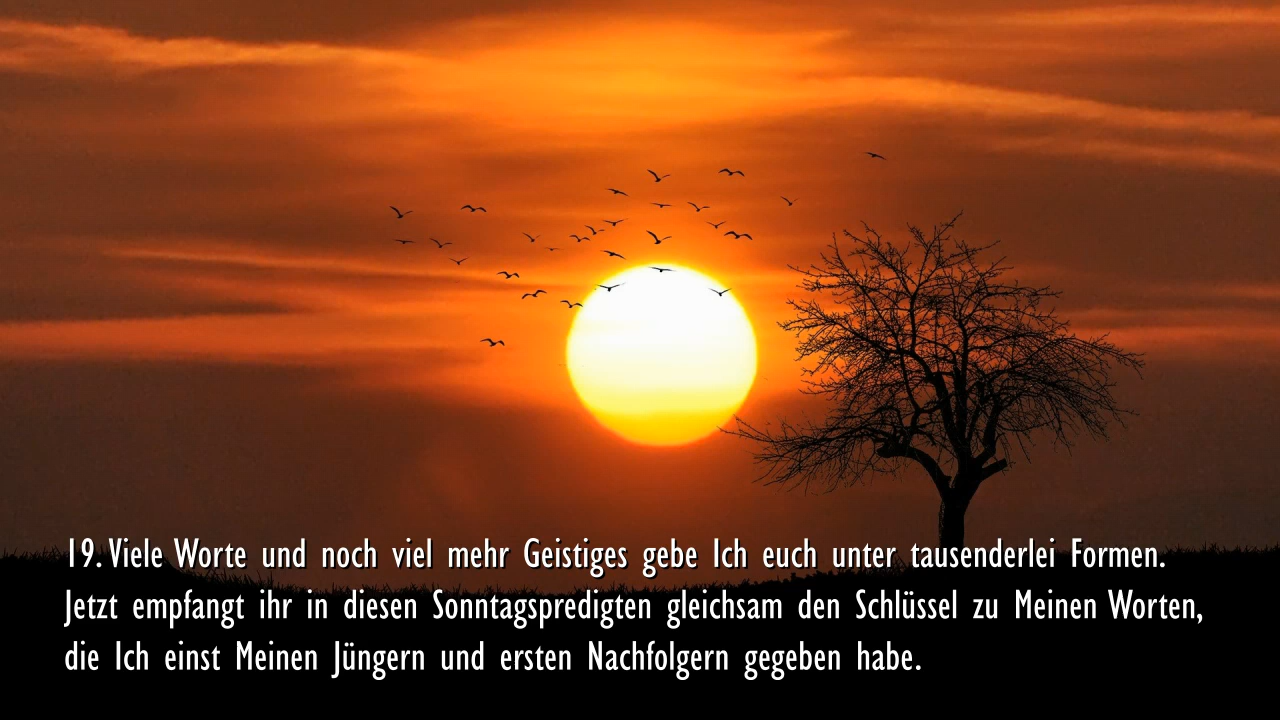 19. Viele Worte und noch viel mehr Geistiges gebe Ich euch unter tausenderlei Formen.
Jetzt empfangt ihr in diesen Sonntagspredigten gleichsam den Schlüssel zu Meinen Worten,
die Ich einst Meinen Jüngern und ersten Nachfolgern gegeben habe.